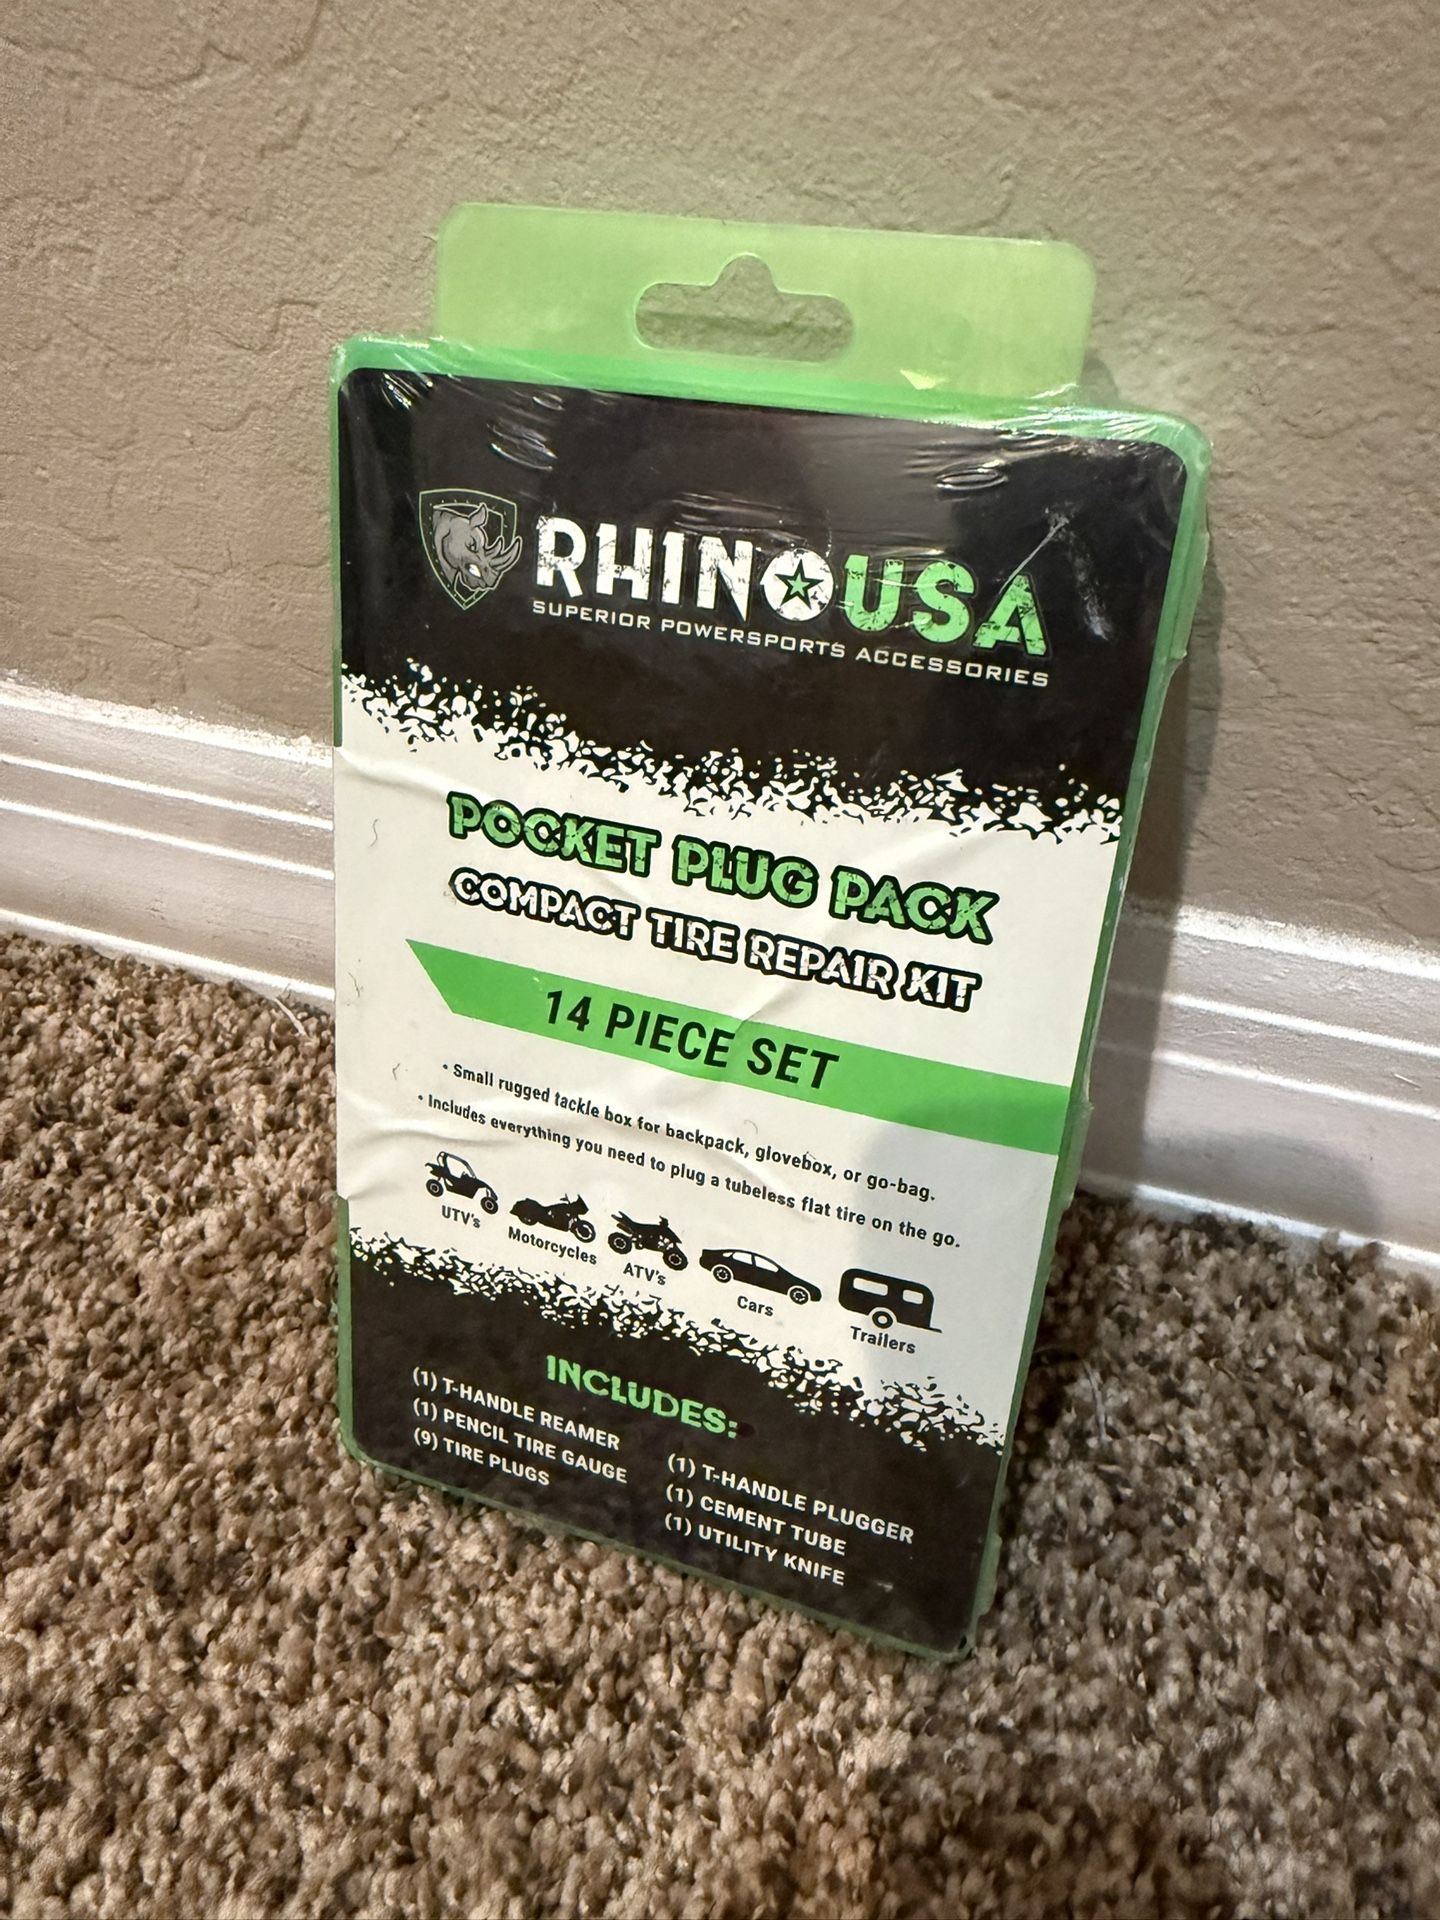 RHINOUSA
SUPERIOR POWERSPORTS ACCESSORIES
POCKET PLUG PACK
COMPACT TIRE REPAIR KIT
14 PIECE SET
• Small rugged tackle box for backpack, glovebox, or go-bag.
• Includes everything you need to plug a tubeless flat tire on the go.
UTV's
Motorcycles
ATV's
Cars
Trailers
INCLUDES:
(1) T-HANDLE REAMER
(1) PENCIL TIRE GAUGE
(9) TIRE PLUGS
(1) T-HANDLE PLUGGER
(1) CEMENT TUBE
(1) UTILITY KNIFE